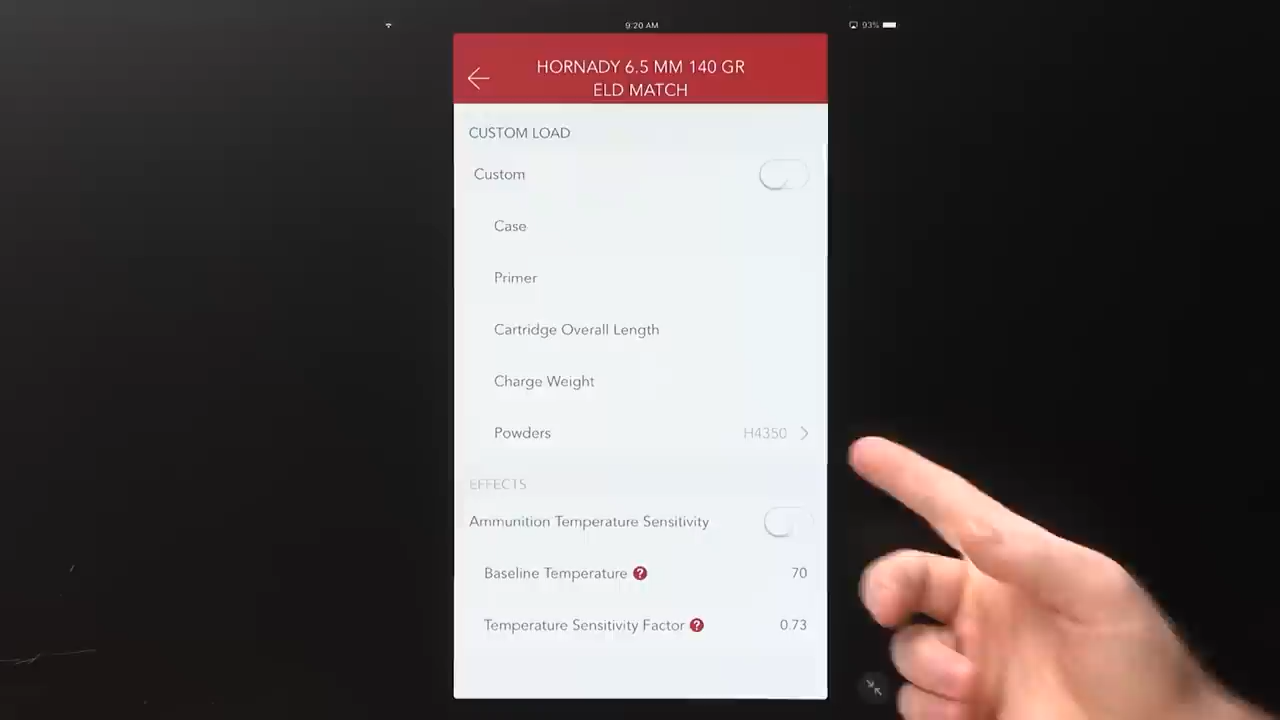 9:20 AM
93%
HORNADY 6.5 MM 140 GR
ELD MATCH
CUSTOM LOAD
Custom
Case
Primer
Cartridge Overall Length
Charge Weight
Powders H4350
EFFECTS
Ammunition Temperature Sensitivity
Baseline Temperature ? 70
Temperature Sensitivity Factor ? 0.73